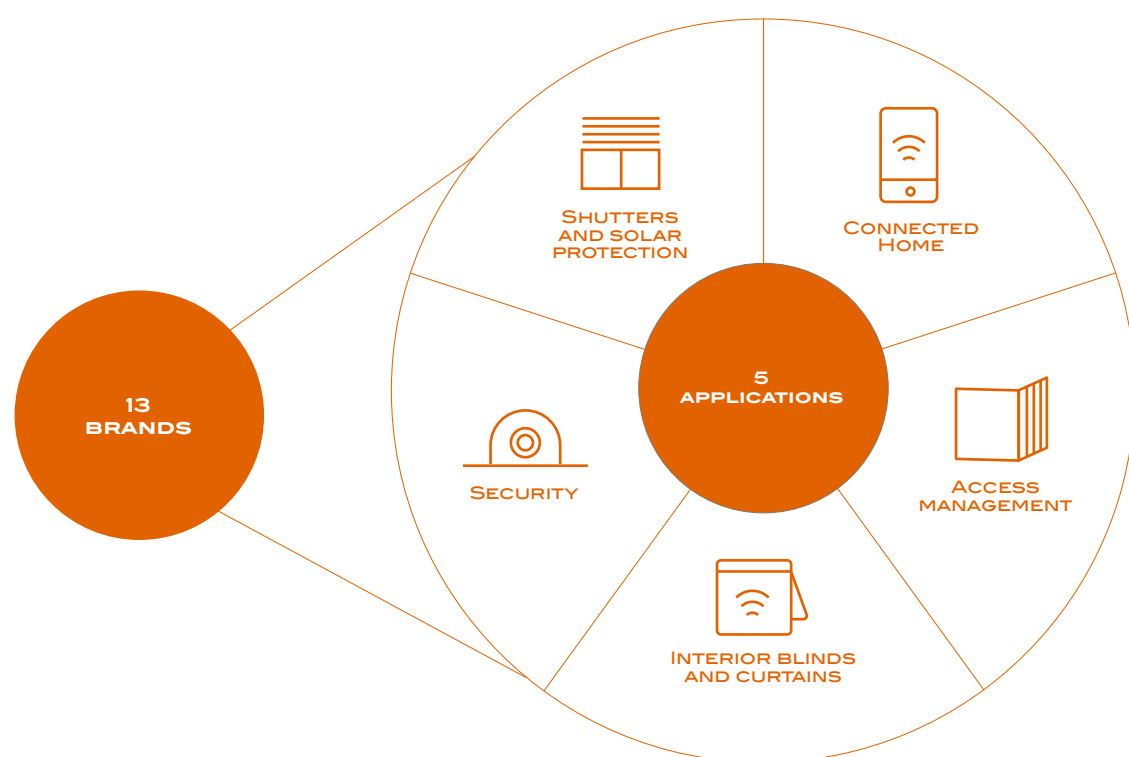 Shutters
and solar
protection
Connected
Home
13
brands
5
applications
Security
Access
management
Interior blinds
and curtains